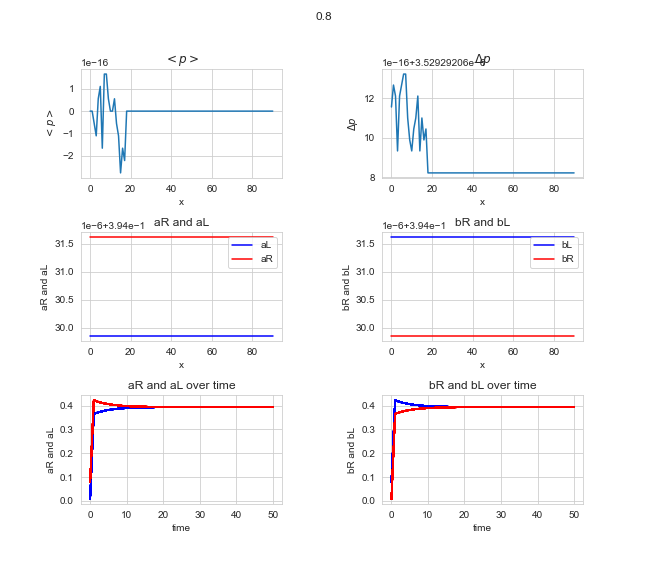 0.8
< p >
Δp
1e−16
1e−16+3.52929206e−
1
0
−1
−2
< p >
0 20 40 60 80
x
12
10
8
Δp
0 20 40 60 80
x
aR and aL
bR and bL
1e−6+3.94e−1
1e−6+3.94e−1
31.5
31.0
30.5
30.0
aR and aL
aL
aR
0 20 40 60 80
x
31.5
31.0
30.5
30.0
bR and bL
bL
bR
0 20 40 60 80
x
aR and aL over time
bR and bL over time
0.4
0.3
0.2
0.1
0.0
aR and aL
0 10 20 30 40 50
time
0.4
0.3
0.2
0.1
0.0
bR and bL
0 10 20 30 40 50
time